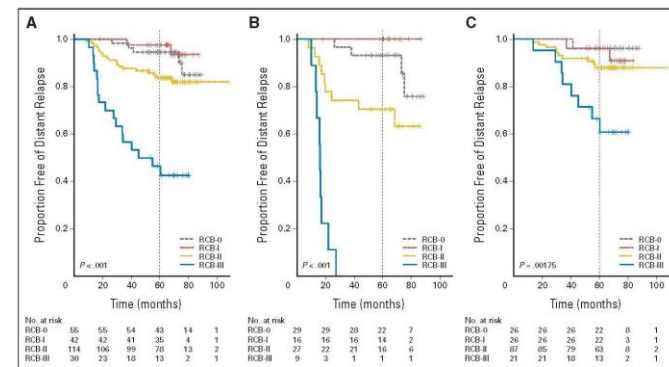 A
Proportion Free of Distant Relapse
1.0
0.8
0.6
0.4
0.2
P < .001
RCB-0
RCB-I
RCB-II
RCB-III
0 20 40 60 80 100
Time (months)
No. at risk
RCB-0 55 55 54 43 14 1
RCB-I 42 42 41 35 4 1
RCB-II 114 106 99 78 13 2
RCB-III 30 23 18 13 2 1
B
Proportion Free of Distant Relapse
1.0
0.8
0.6
0.4
0.2
P < .001
RCB-0
RCB-I
RCB-II
RCB-III
0 20 40 60 80 100
Time (months)
No. at risk
RCB-0 29 29 28 22 7
RCB-I 16 16 16 14 2
RCB-II 27 22 21 16 6
RCB-III 9 3 1 1 1
C
Proportion Free of Distant Relapse
1.0
0.8
0.6
0.4
0.2
P = .00175
RCB-0
RCB-I
RCB-II
RCB-III
0 20 40 60 80 100
Time (months)
No. at risk
RCB-0 26 26 26 22 8 1
RCB-I 26 26 26 22 3 1
RCB-II 87 85 79 63 8 2
RCB-III 21 21 18 13 2 1